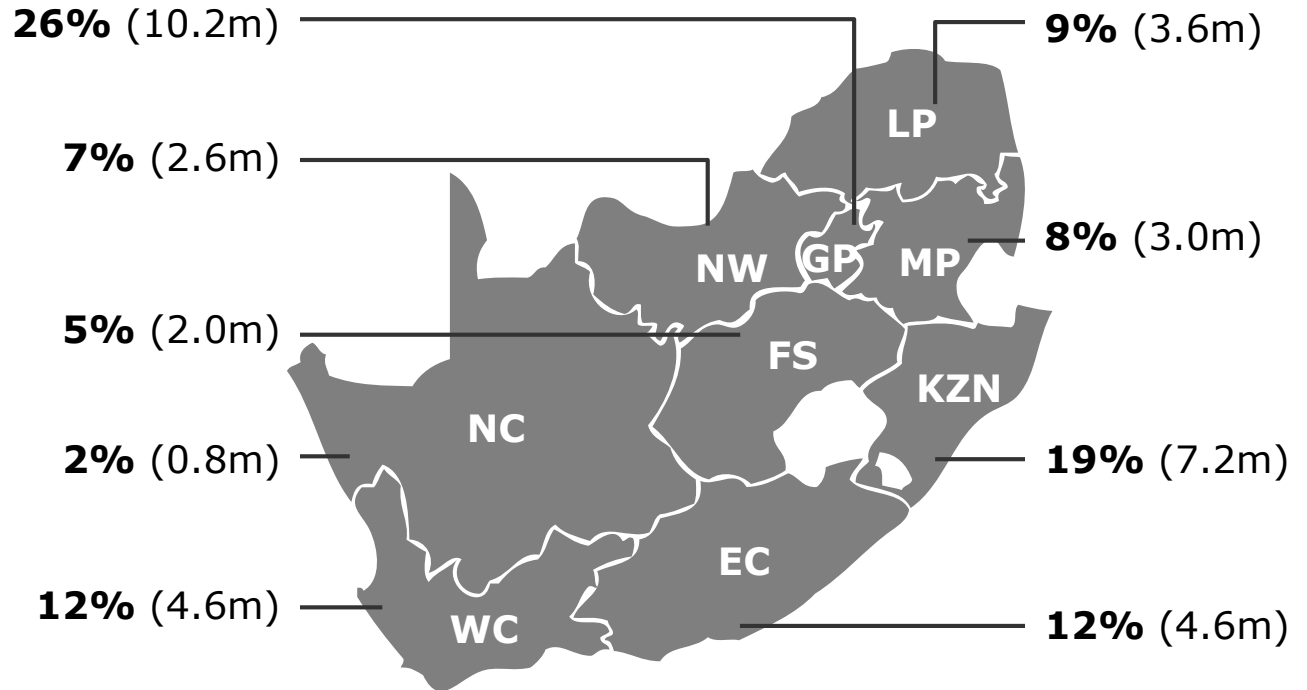 26% (10.2m)
9% (3.6m)
LP
7% (2.6m)
8% (3.0m)
NW
GP
MP
5% (2.0m)
FS
KZN
NC
2% (0.8m)
19% (7.2m)
EC
12% (4.6m)
WC
12% (4.6m)